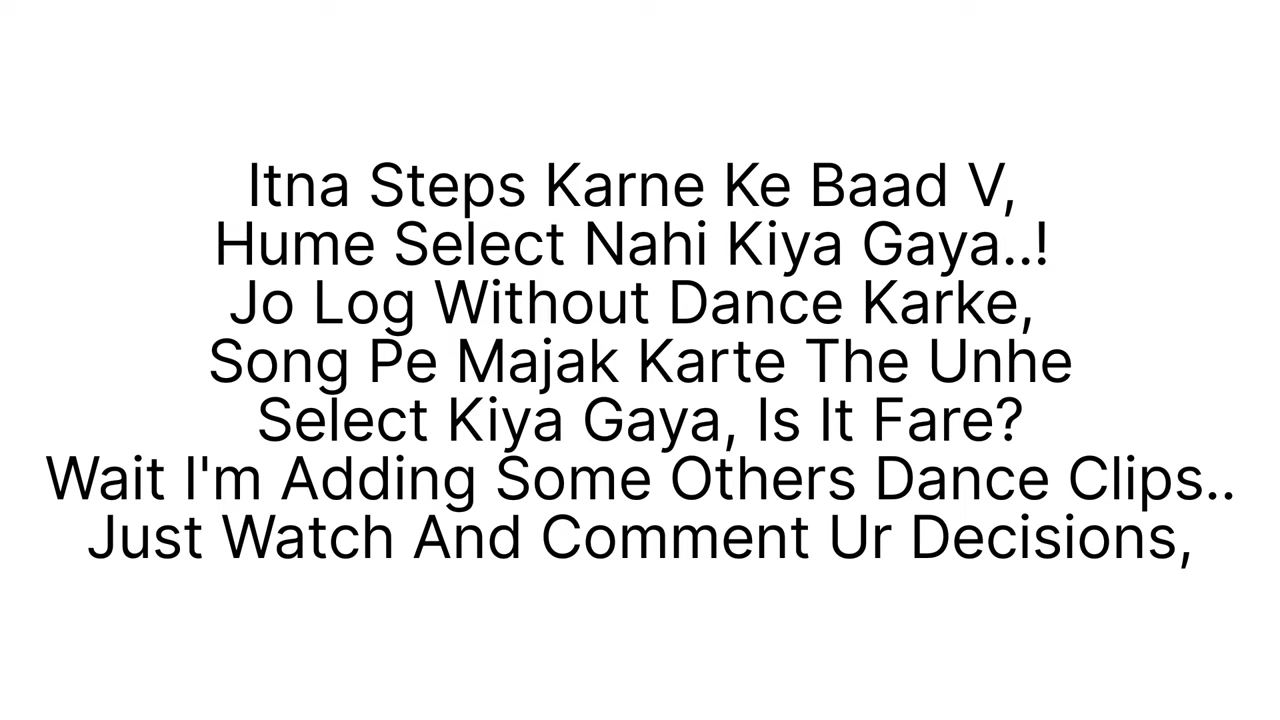 Itna Steps Karne Ke Baad V,
Hume Select Nahi Kiya Gaya..!
Jo Log Without Dance Karke,
Song Pe Majak Karte The Unhe
Select Kiya Gaya, Is It Fare?
Wait I'm Adding Some Others Dance Clips..
Just Watch And Comment Ur Decisions,